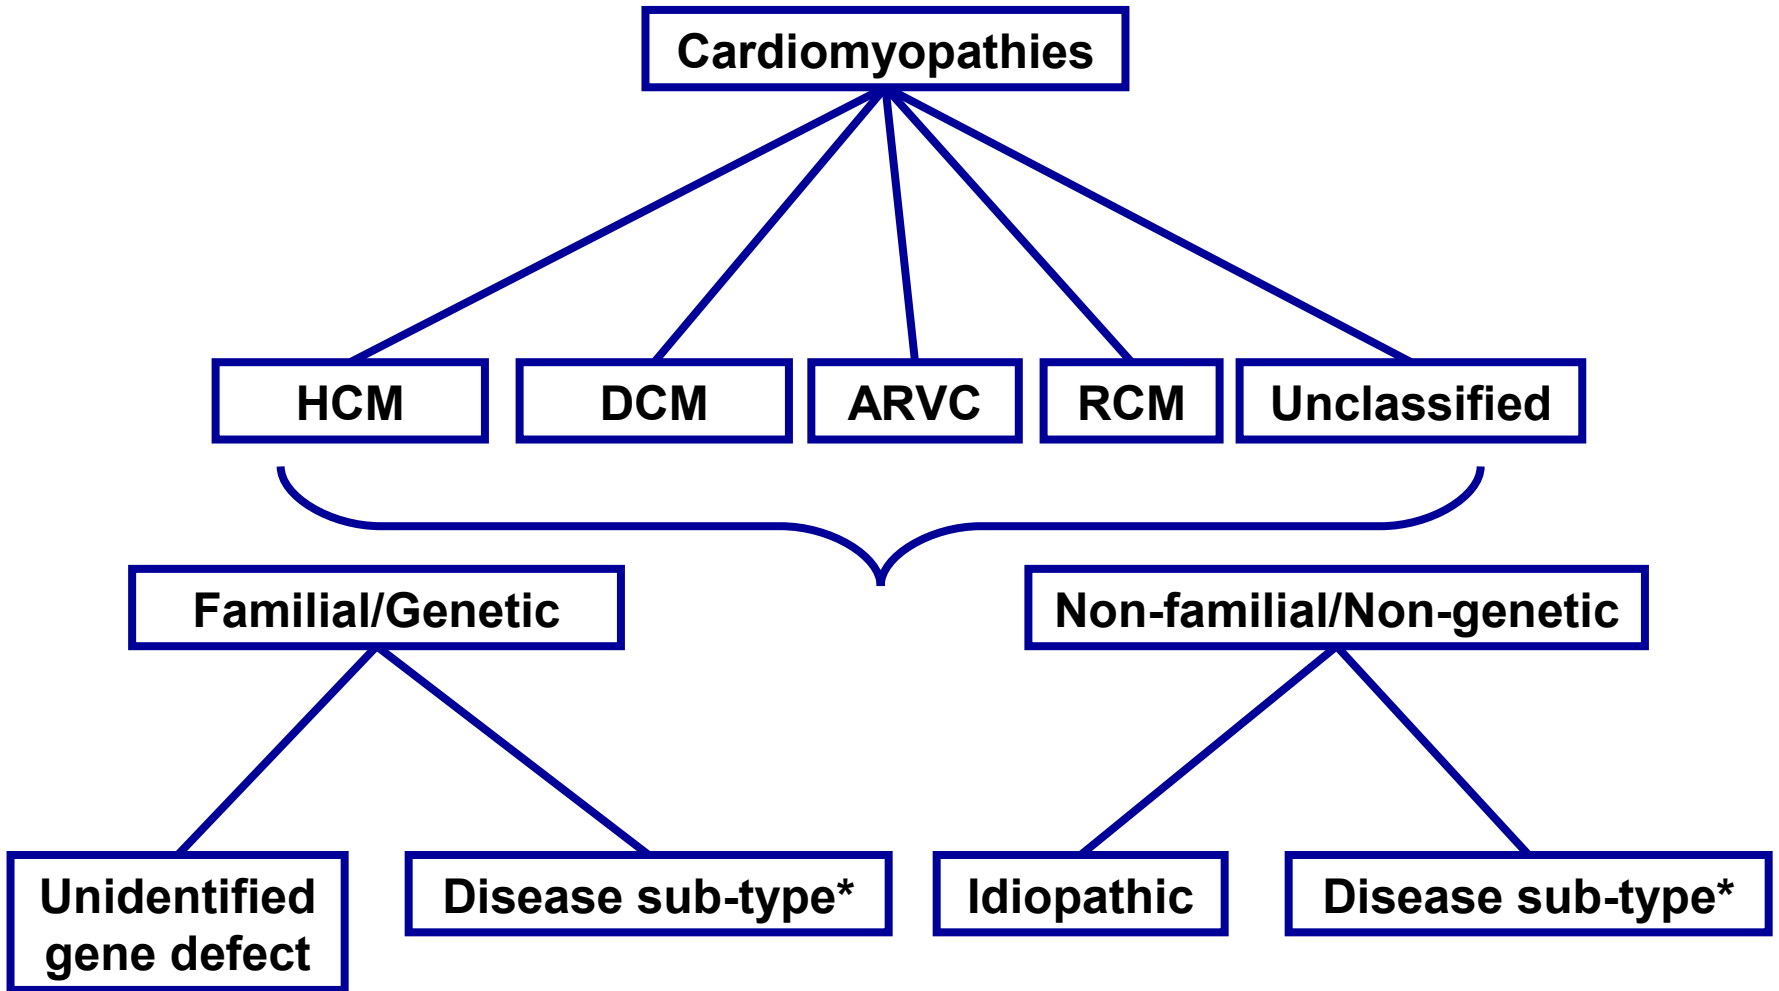 Cardiomyopathies
HCM
DCM
ARVC
RCM
Unclassified
Familial/Genetic
Non-familial/Non-genetic
Unidentified
gene defect
Disease sub-type*
Idiopathic
Disease sub-type*